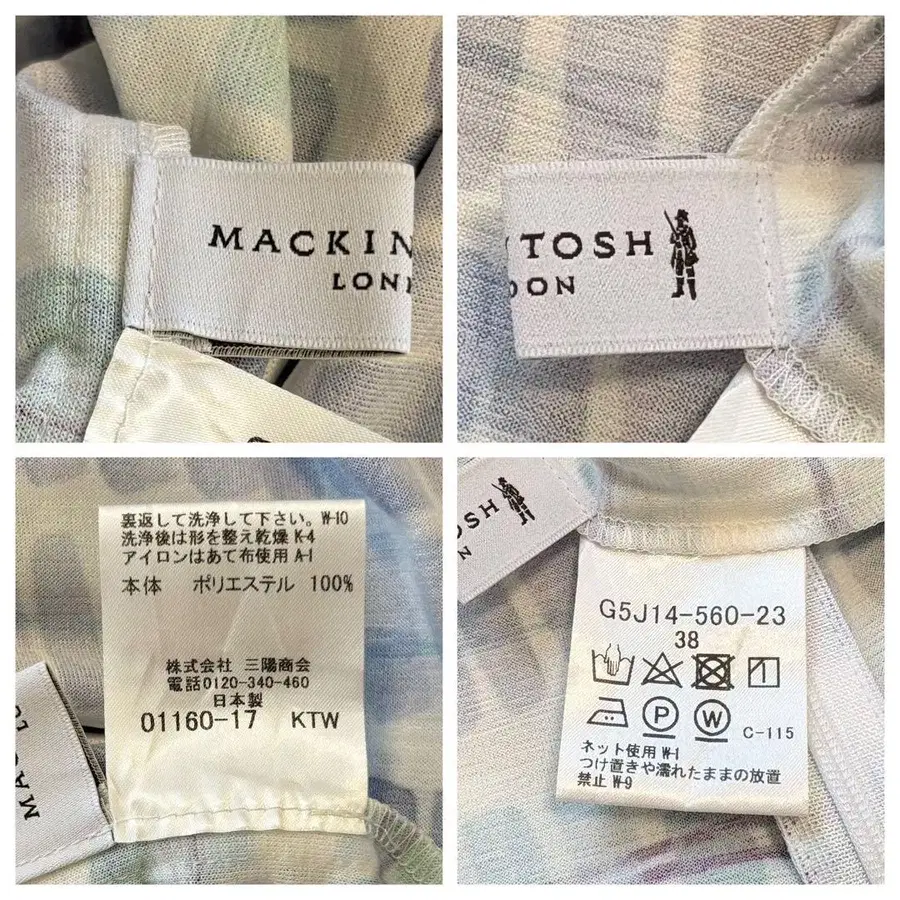 MACKIN
LON
TOSH
DON
裏返して洗浄して下さい。W-10
洗浄後は形を整え乾燥 K-4
アイロンはあて布使用 A-1
本体 ポリエステル 100%
株式会社 三陽商会
電話0120-340-460
日本製
01160-17 KTW
OSH
N
G5J14-560-23
38
P W C-115
ネット使用 W-1
つけ置きや濡れたままの放置
禁止 W-9